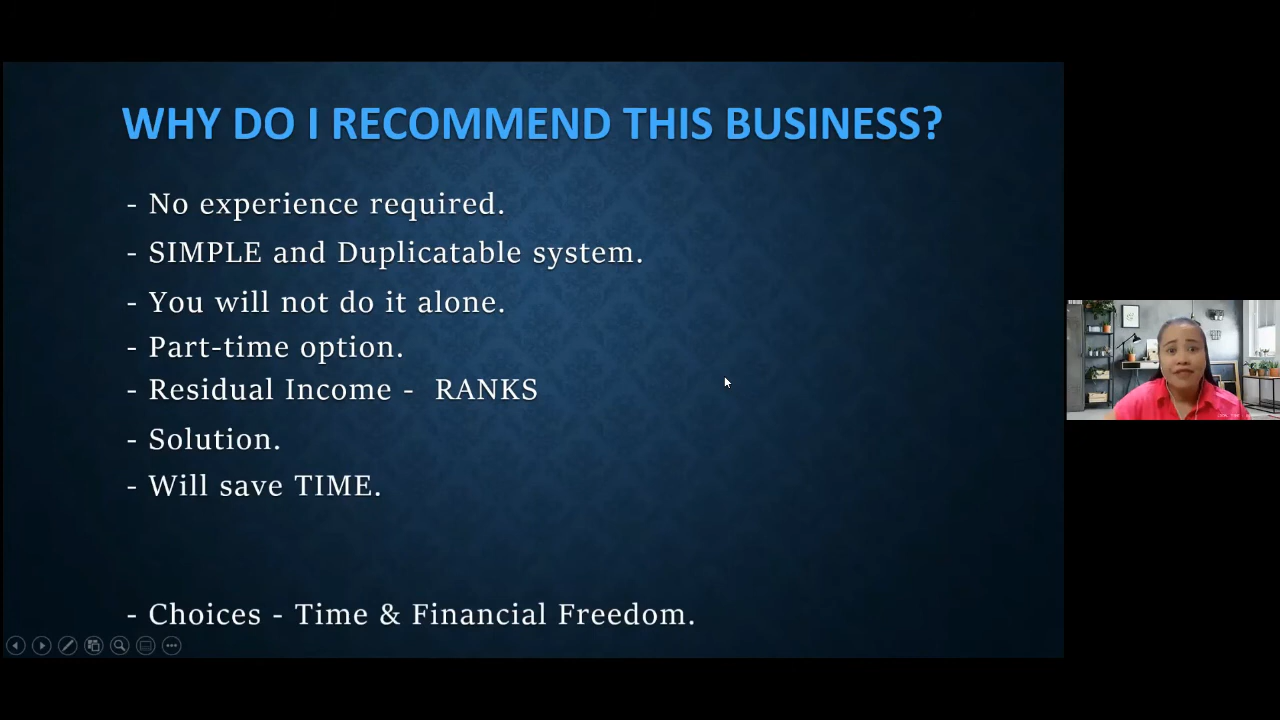 WHY DO I RECOMMEND THIS BUSINESS?
- No experience required.
- SIMPLE and Duplicatable system.
- You will not do it alone.
- Part-time option.
- Residual Income - RANKS
- Solution.
- Will save TIME.
- Choices - Time & Financial Freedom.